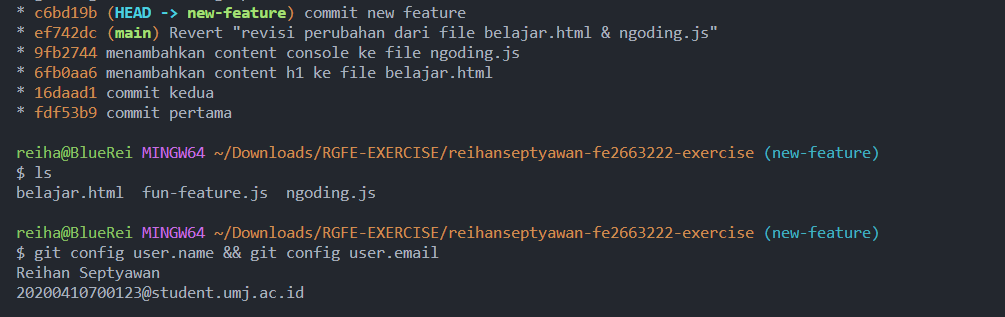 * c6bd19b (HEAD -> new-feature) commit new feature
* ef742dc (main) Revert "revisi perubahan dari file belajar.html & ngoding.js"
* 9fb2744 menambahkan content console ke file ngoding.js
* 6fb0aa6 menambahkan content h1 ke file belajar.html
* 16daad1 commit kedua
* fdf53b9 commit pertama
reiha@BlueRei MINGW64 ~/Downloads/RGFE-EXERCISE/reihanseptyawan-fe2663222-exercise (new-feature)
$ ls
belajar.html  fun-feature.js  ngoding.js
reiha@BlueRei MINGW64 ~/Downloads/RGFE-EXERCISE/reihanseptyawan-fe2663222-exercise (new-feature)
$ git config user.name && git config user.email
Reihan Septyawan
20200410700123@student.umj.ac.id